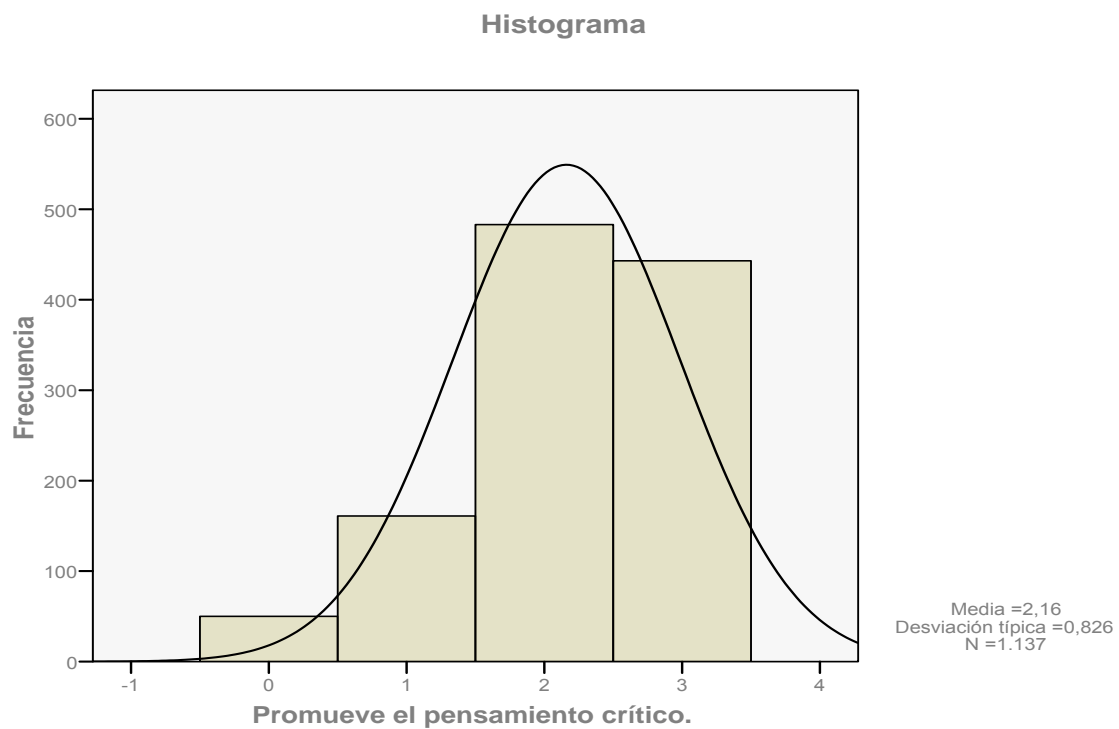 Histograma
600
500
400
300
200
100
0
Frecuencia
-1
0
1
2
3
4
Promueve el pensamiento crítico.
Media =2,16
Desviación típica =0,826
N =1.137